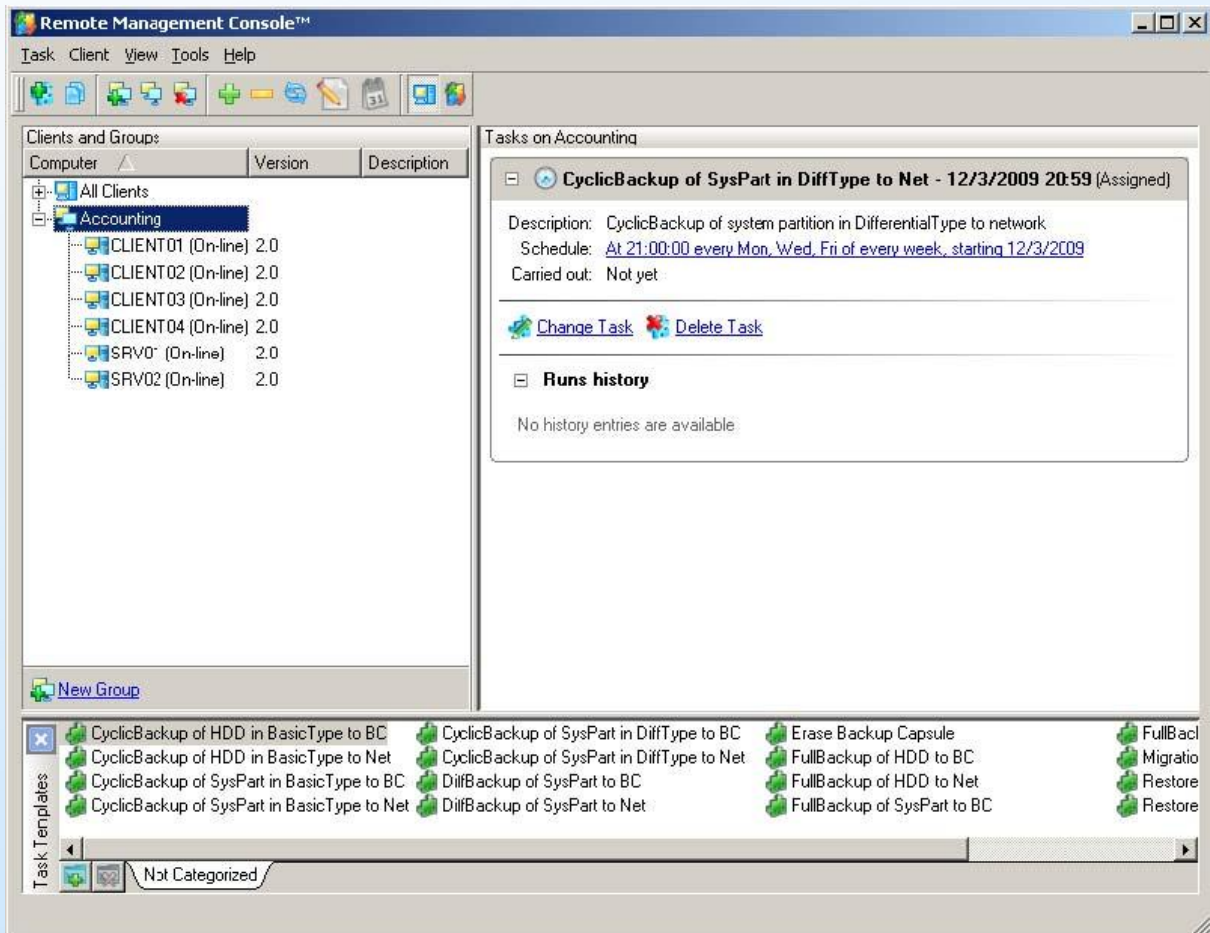 Remote Management Console™
Task Client View Tools Help
31
Clients and Groups
Computer Version Description
All Clients
Accounting
CLIENT01 (On-line) 2.0
CLIENT02 (On-line) 2.0
CLIENT03 (On-line) 2.0
CLIENT04 (On-line) 2.0
SRV01 (On-line) 2.0
SRV02 (On-line) 2.0
New Group
Tasks on Accounting
CyclicBackup of SysPart in DiffType to Net - 12/3/2009 20:59 (Assigned)
Description: CyclicBackup of system partition in DifferentialType to network
Schedule: At 21:00:00 every Mon, Wed, Fri of every week, starting 12/3/2009
Carried out: Not yet
Change Task Delete Task
Runs history
No history entries are available
Task Templates
CyclicBackup of HDD in BasicType to BC
CyclicBackup of HDD in BasicType to Net
CyclicBackup of SysPart in BasicType to BC
CyclicBackup of SysPart in BasicType to Net
CyclicBackup of SysPart in DiffType to BC
CyclicBackup of SysPart in DiffType to Net
DiffBackup of SysPart to BC
DiffBackup of SysPart to Net
Erase Backup Capsule
FullBackup of HDD to BC
FullBackup of HDD to Net
FullBackup of SysPart to BC
FullBacl
Migratio
Restore
Restore
Not Categorized